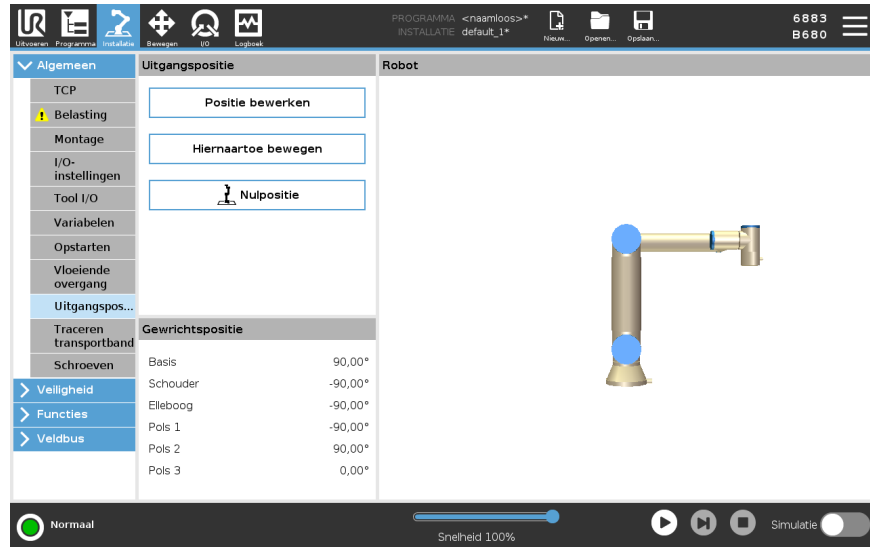 UR
PROGRAMMA <naamloos>*
INSTALLATIE default_1*
Uitvoeren Programma Installatie Bewegen I/O Logboek
Nieuw... Openen... Opslaan...
6883
B680
Algemeen
TCP
Belasting
Montage
I/O-
instellingen
Tool I/O
Variabelen
Opstarten
Vloeiende
overgang
Uitgangspos...
Traceren
transportband
Schroeven
Veiligheid
Functies
Veldbus
Uitgangspositie
Positie bewerken
Hiernaartoe bewegen
Nulpositie
Gewrichtspositie
Basis 90,00°
Schouder -90,00°
Elleboog -90,00°
Pols 1 -90,00°
Pols 2 90,00°
Pols 3 0,00°
Robot
Normaal
Snelheid 100%
Simulatie